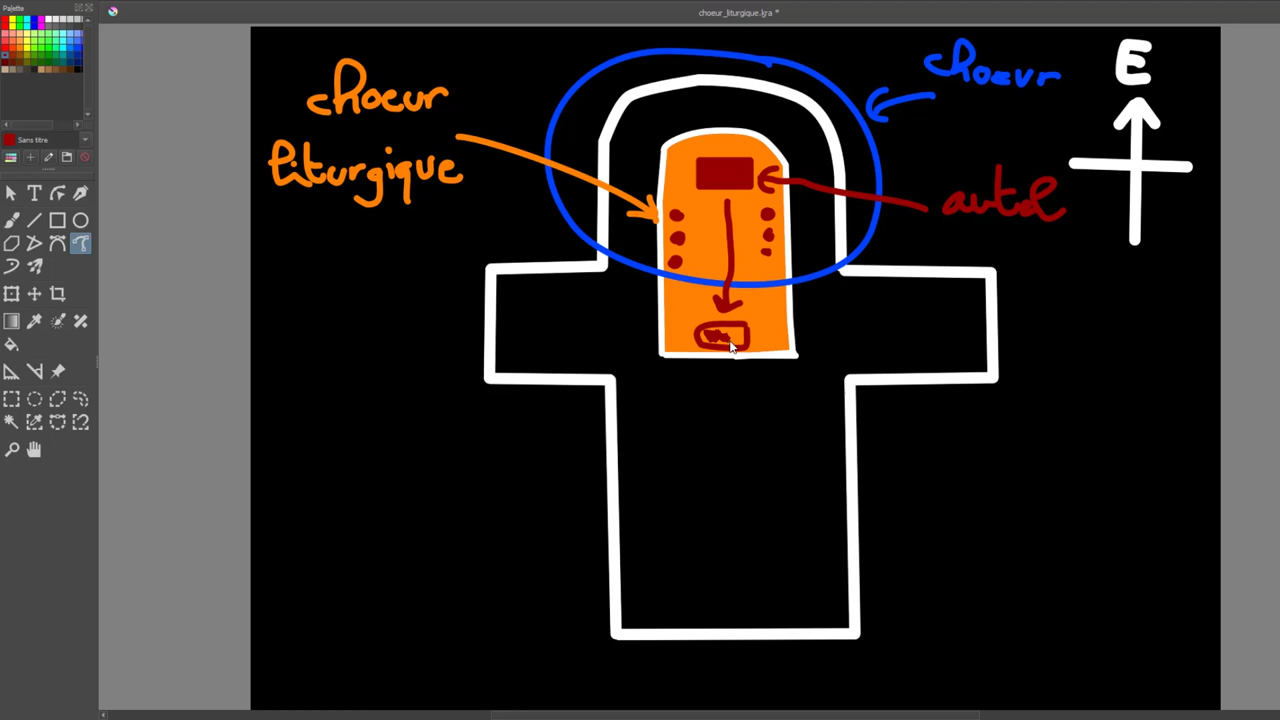 Palette
choeur_liturgique.kra *
Sans titre
choeur
liturgique
choeur
E
autel